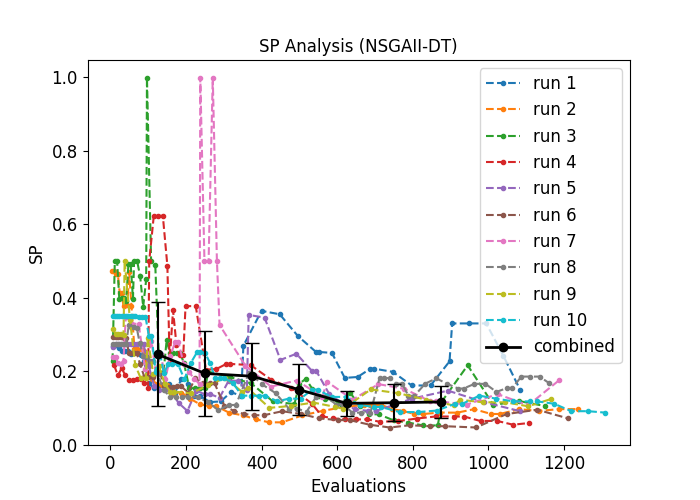 SP Analysis (NSGAII-DT)
1.0
0.8
0.6
0.4
0.2
0.0
SP
0
200
400
600
800
1000
1200
Evaluations
run 1
run 2
run 3
run 4
run 5
run 6
run 7
run 8
run 9
run 10
combined